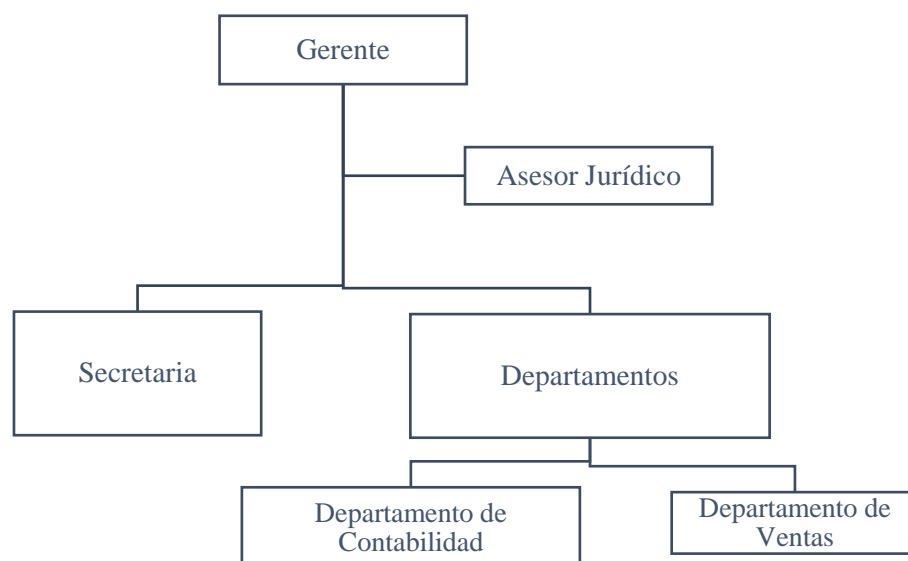 Gerente
Asesor Jurídico
Secretaria
Departamentos
Departamento de
Contabilidad
Departamento de
Ventas